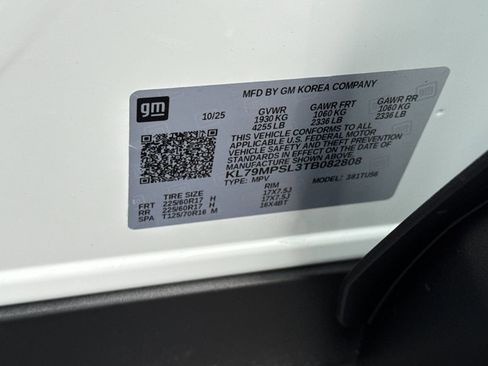 MFD BY GM KOREA COMPANY
gm
10/25 GVWR GAWR FRT GAWR RR
1930 KG 1060 KG 1060 KG
4255 LB 2336 LB 2336 LB
THIS VEHICLE CONFORMS TO ALL
APPLICABLE U.S. FEDERAL MOTOR
VEHICLE SAFETY AND THEFT PREVENTION
STANDARDS IN EFFECT ON THE DATE OF
MANUFACTURE SHOWN ABOVE.
KL79MPSL3TB082808
TYPE: MPV MODEL: 381TU56
TIRE SIZE RIM
FRT 225/60R17 H 17X7.5J
RR 225/60R17 H 17X7.5J
SPA T125/70R16 M 16X4BT